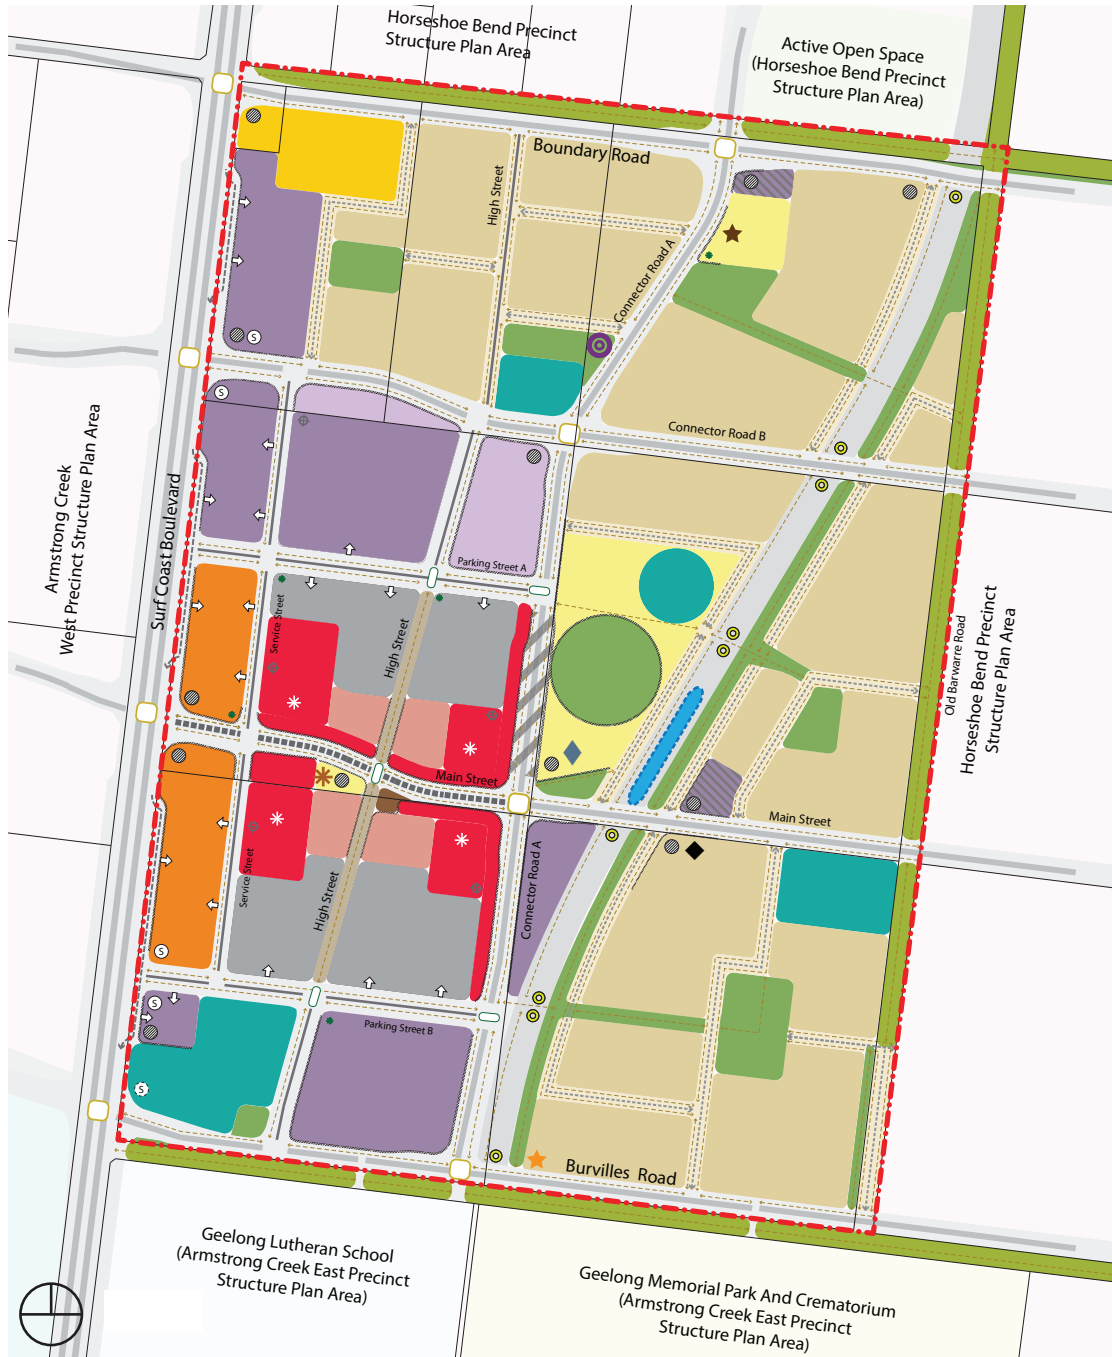 Horseshoe Bend Precinct
Structure Plan Area
Active Open Space
(Horseshoe Bend Precinct
Structure Plan Area)
Boundary Road
High Street
Connector Road A
S
S
Connector Road B
Armstrong Creek
West Precinct Structure Plan Area
Surf Coast Boulevard
Parking Street A
Service Street
High Street
Old Barwarre Road
Horseshoe Bend Precinct
Structure Plan Area
Main Street
Main Street
Service Street
High Street
Connector Road A
S
S
Parking Street B
S
Burvilles Road
Geelong Lutheran School
(Armstrong Creek East Precinct
Structure Plan Area)
Geelong Memorial Park And Crematorium
(Armstrong Creek East Precinct
Structure Plan Area)